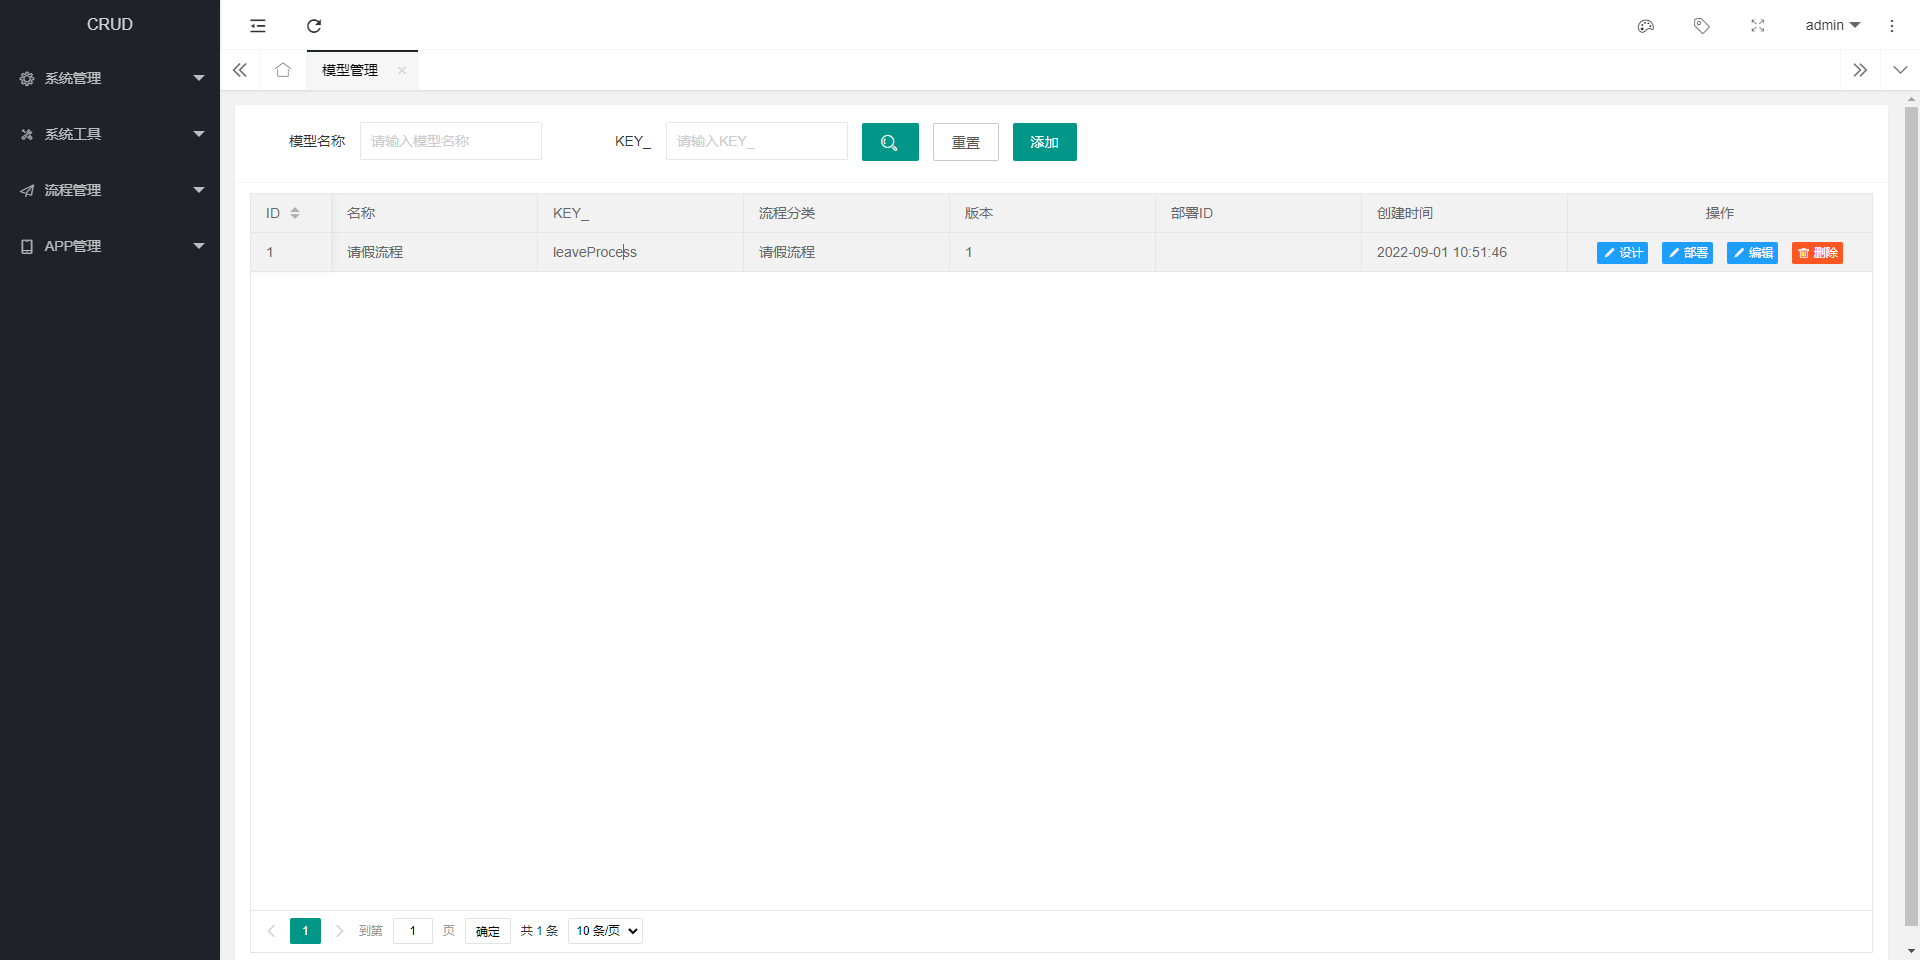 CRUD
admin
系统管理
系统工具
流程管理
APP管理
模型管理
模型名称 请输入模型名称 KEY_ 请输入KEY_ 重置 添加
ID 名称 KEY_ 流程分类 版本 部署ID 创建时间 操作
1 请假流程 leaveProcess 请假流程 1 2022-09-01 10:51:46 设计 部署 编辑 删除
1 到第 1 页 确定 共 1 条 10 条/页